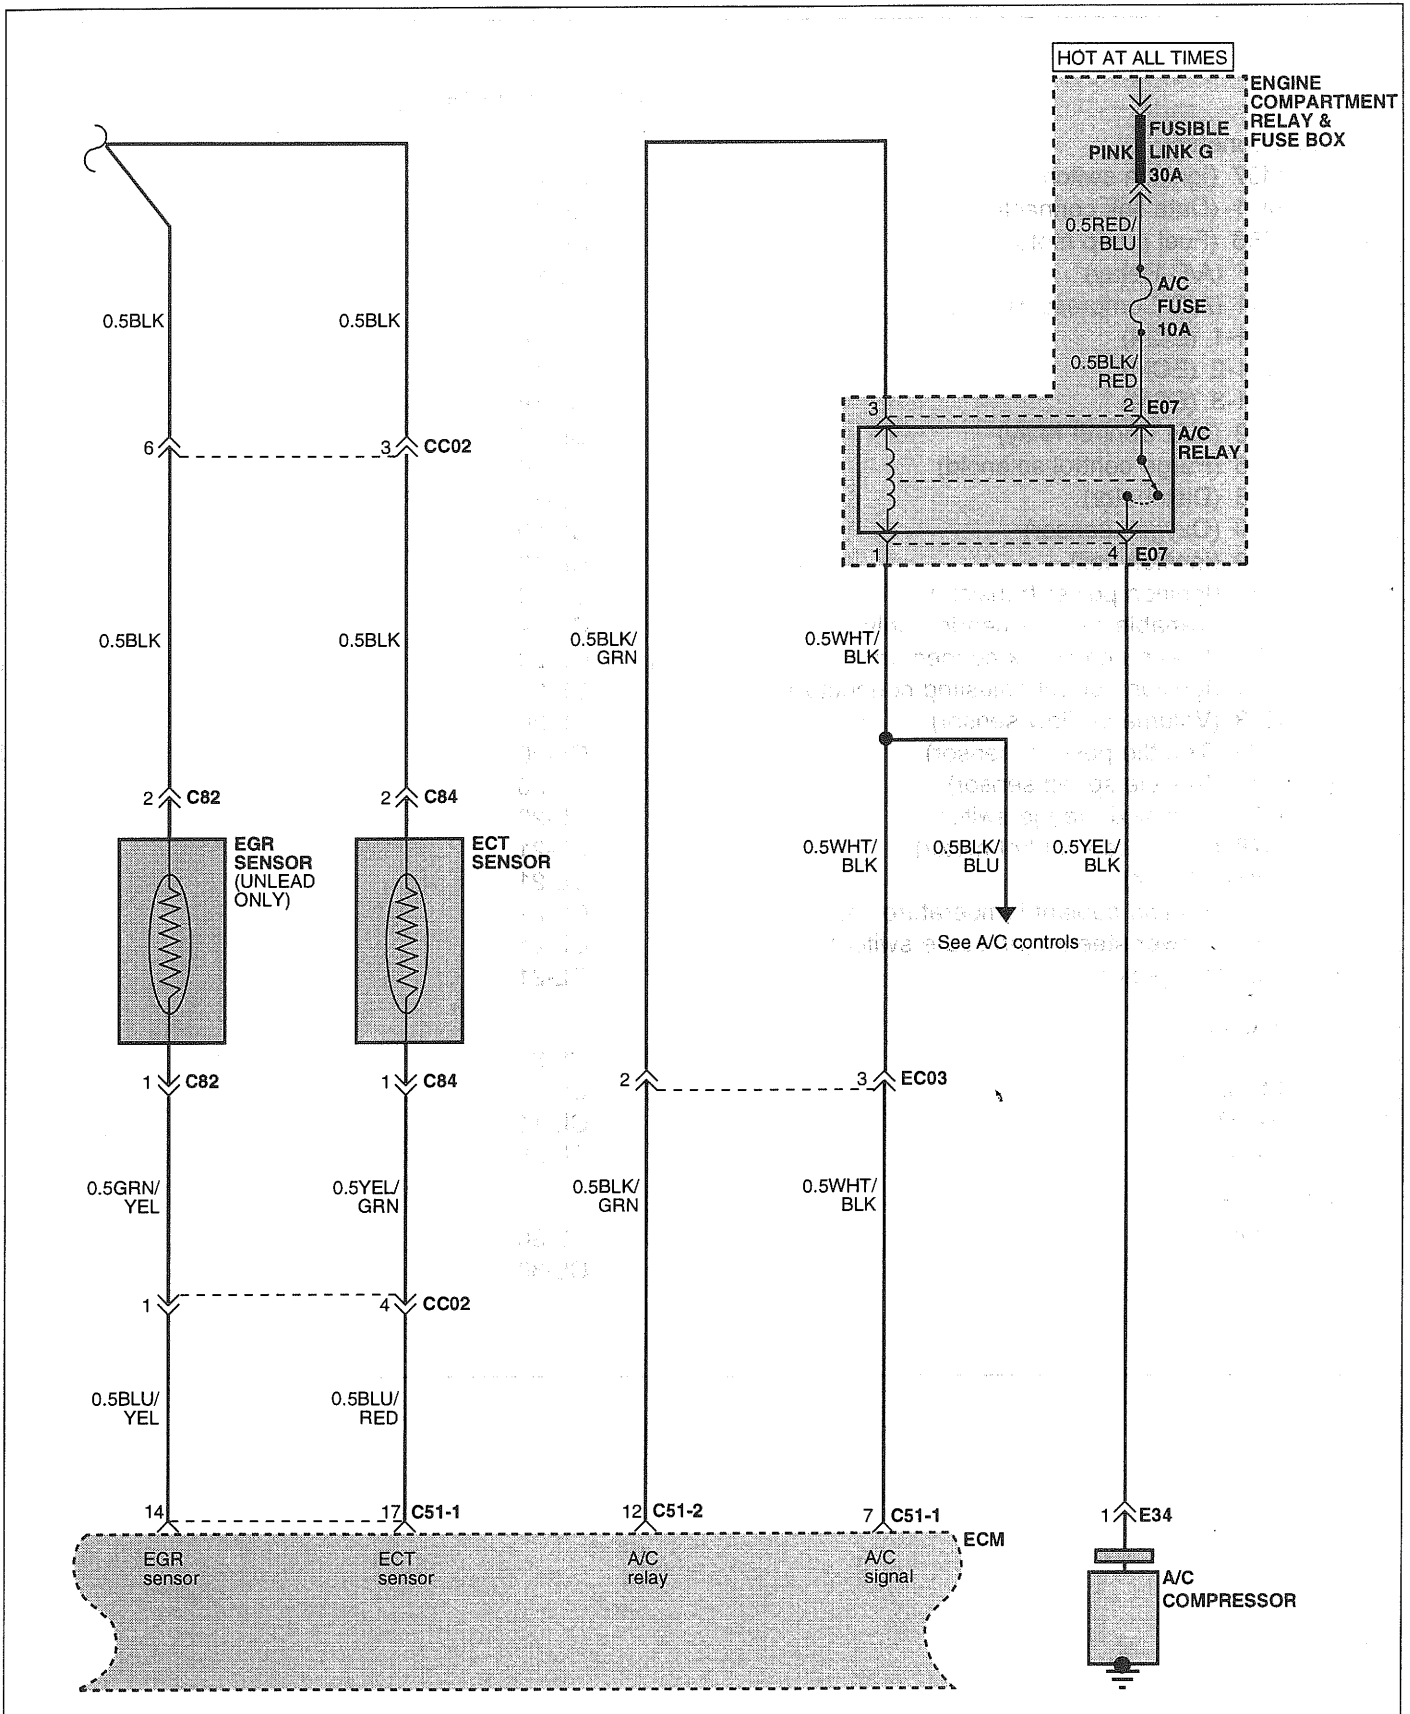 HOT AT ALL TIMES
ENGINE
COMPARTMENT
RELAY &
FUSE BOX
FUSIBLE
PINK LINK G
30A
0.5RED/
BLU
A/C
FUSE
10A
0.5BLK/
RED
0.5BLK
0.5BLK
3
2 E07
A/C
RELAY
6
3 CC02
1
4 E07
0.5BLK
0.5BLK
0.5BLK/
GRN
0.5WHT/
BLK
2 C82
2 C84
EGR
SENSOR
(UNLEAD
ONLY)
ECT
SENSOR
0.5WHT/
BLK
0.5BLK/
BLU
0.5YEL/
BLK
See A/C controls
1 C82
1 C84
2
3 EC03
0.5GRN/
YEL
0.5YEL/
GRN
0.5BLK/
GRN
0.5WHT/
BLK
1
4 CC02
0.5BLU/
YEL
0.5BLU/
RED
14
17 C51-1
12 C51-2
7 C51-1
1 E34
ECM
EGR
sensor
ECT
sensor
A/C
relay
A/C
signal
A/C
COMPRESSOR